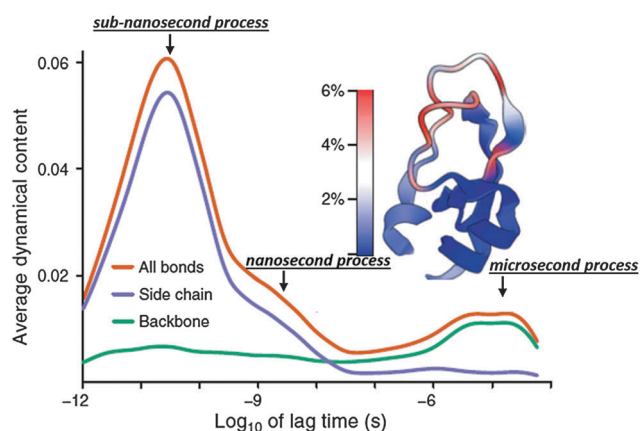 sub-nanosecond process
0.06
0.04
0.02
Average dynamical content
6%
4%
2%
nanosecond process
microsecond process
All bonds
Side chain
Backbone
−12
−9
−6
Log₁₀ of lag time (s)